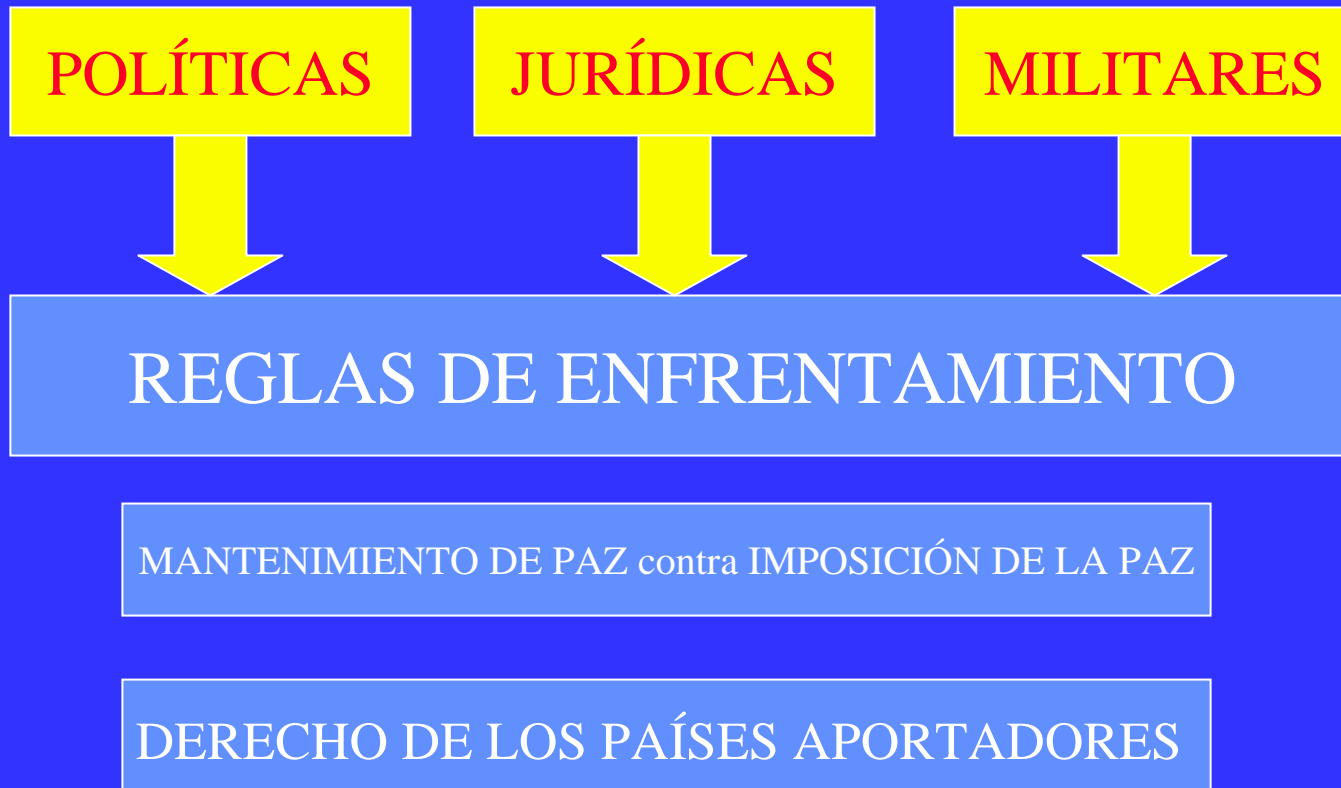 POLÍTICAS
JURÍDICAS
MILITARES
REGLAS DE ENFRENTAMIENTO
MANTENIMIENTO DE PAZ contra IMPOSICIÓN DE LA PAZ
DERECHO DE LOS PAÍSES APORTADORES